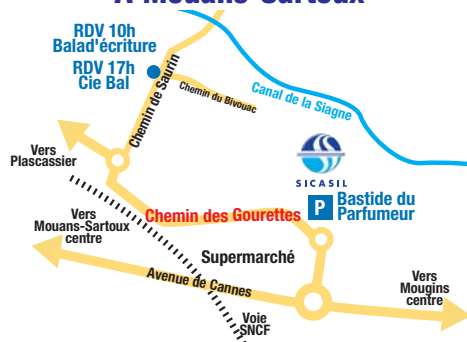 A Mouans-Sartoux
RDV 10h
Balad'écriture
RDV 17h
Cie Bal
Chemin de Saurin
Chemin du Bivouac
Canal de la Siagne
Vers
Plascassier
SICASIL
P
Bastide du
Parfumeur
Chemin des Gourettes
Vers
Mouans-Sartoux
centre
Supermarché
Avenue de Cannes
Vers
Mougins
centre
Voie
SNCF